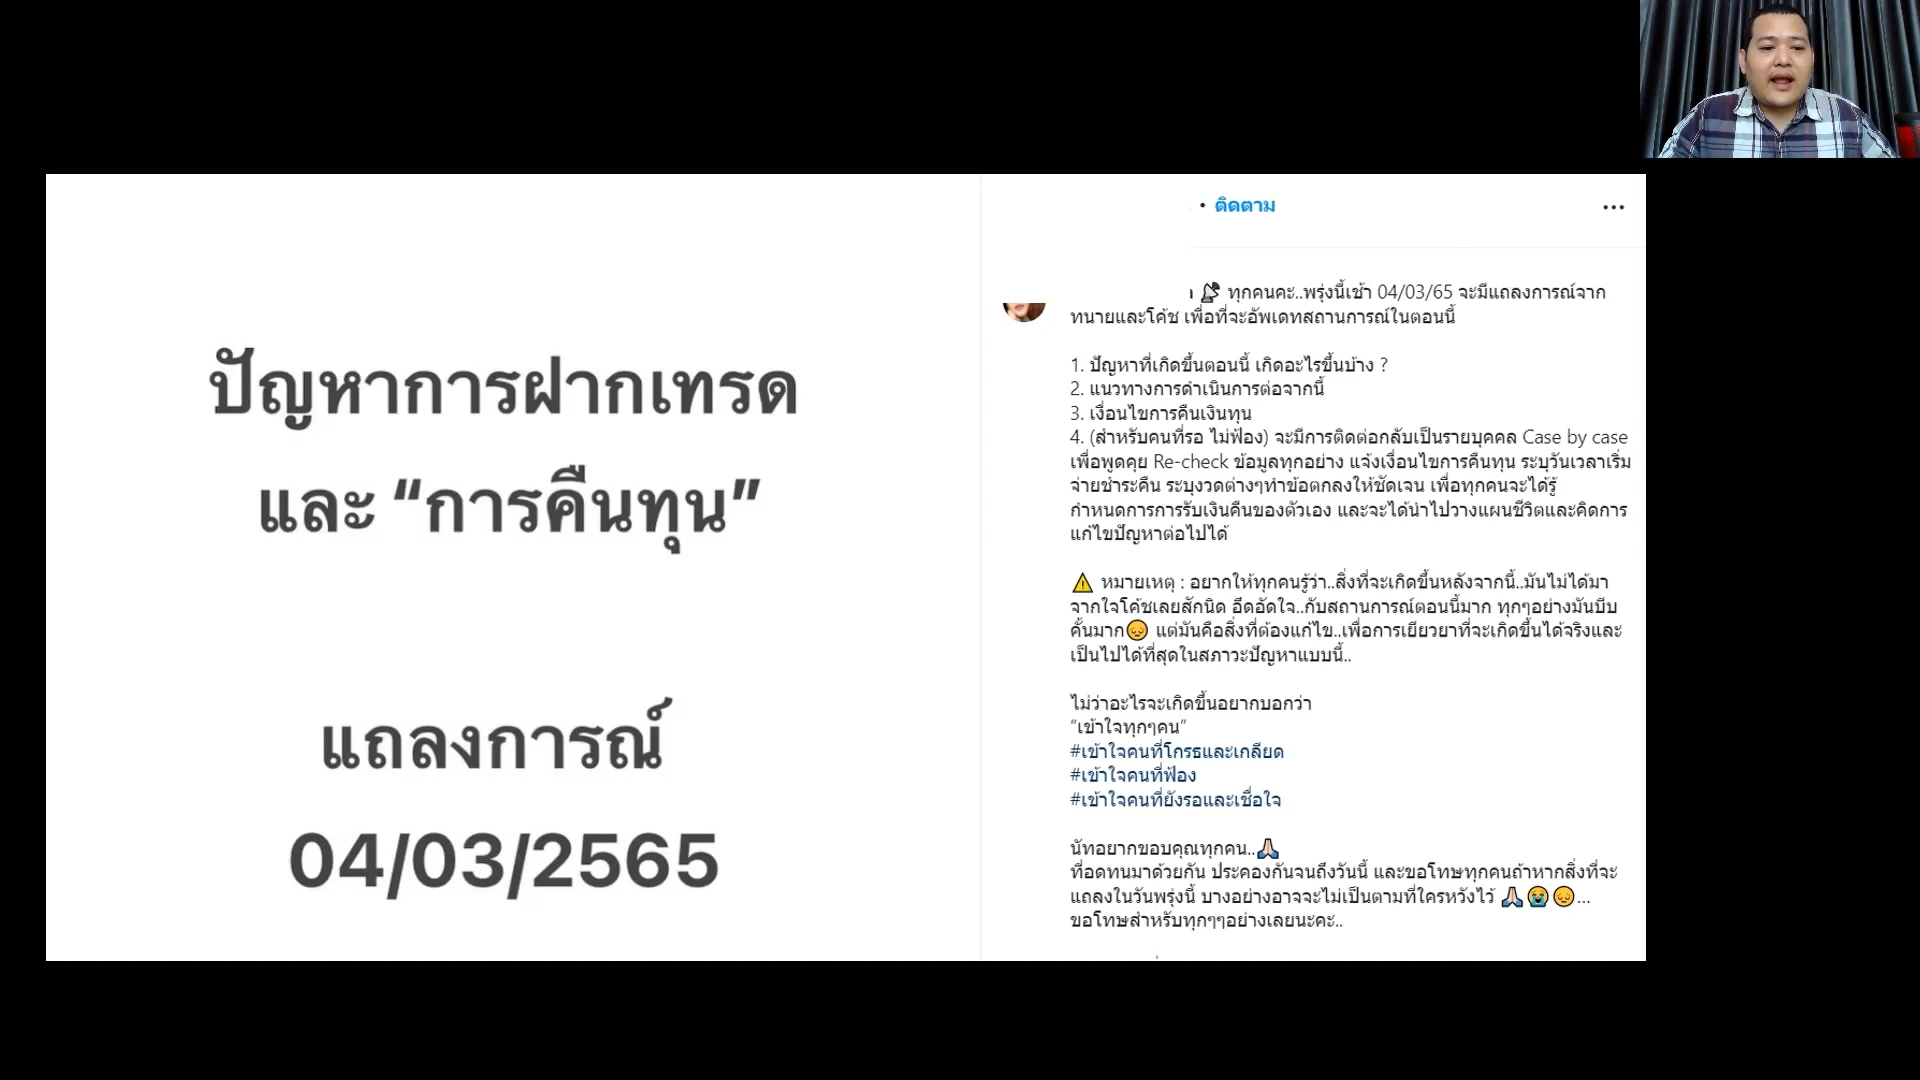 ปัญหาการฝากเทรด
และ “การคืนทุน”
แถลงการณ์
04/03/2565
• ติดตาม
ทุกคนคะ..พรุ่งนี้เช้า 04/03/65 จะมีแถลงการณ์จาก
ทนายและโค้ช เพื่อที่จะอัพเดทสถานการณ์ในตอนนี้
1. ปัญหาที่เกิดขึ้นตอนนี้ เกิดอะไรขึ้นบ้าง ?
2. แนวทางการดำเนินการต่อจากนี้
3. เงื่อนไขการคืนเงินทุน
4. (สำหรับคนที่รอ ไม่ฟ้อง) จะมีการติดต่อกลับเป็นรายบุคคล Case by case
เพื่อพูดคุย Re-check ข้อมูลทุกอย่าง แจ้งเงื่อนไขการคืนทุน ระบุวันเวลาเริ่ม
จ่ายชำระคืน ระบุงวดต่างๆทำข้อตกลงให้ชัดเจน เพื่อทุกคนจะได้รู้
กำหนดการการรับเงินคืนของตัวเอง และจะได้นำไปวางแผนชีวิตและคิดการ
แก้ไขปัญหาต่อไปได้
⚠️ หมายเหตุ : อยากให้ทุกคนรู้ว่า..สิ่งที่จะเกิดขึ้นหลังจากนี้..มันไม่ได้มา
จากใจโค้ชเลยสักนิด อึดอัดใจ..กับสถานการณ์ตอนนี้มาก ทุกๆอย่างมันบีบ
คั้นมาก😔 แต่มันคือสิ่งที่ต้องแก้ไข..เพื่อการเยียวยาที่จะเกิดขึ้นได้จริงและ
เป็นไปได้ที่สุดในสภาวะปัญหาแบบนี้..
ไม่ว่าอะไรจะเกิดขึ้นอยากบอกว่า
“เข้าใจทุกๆคน”
#เข้าใจคนที่โกรธและเกลียด
#เข้าใจคนที่ฟ้อง
#เข้าใจคนที่ยังรอและเชื่อใจ
นัทอยากขอบคุณทุกคน..🙏🏻
ที่อดทนมาด้วยกัน ประคองกันจนถึงวันนี้ และขอโทษทุกคนถ้าหากสิ่งที่จะ
แถลงในวันพรุ่งนี้ บางอย่างอาจจะไม่เป็นตามที่ใครหวังไว้ 🙏🏻😭😔...
ขอโทษสำหรับทุกๆๆอย่างเลยนะคะ..